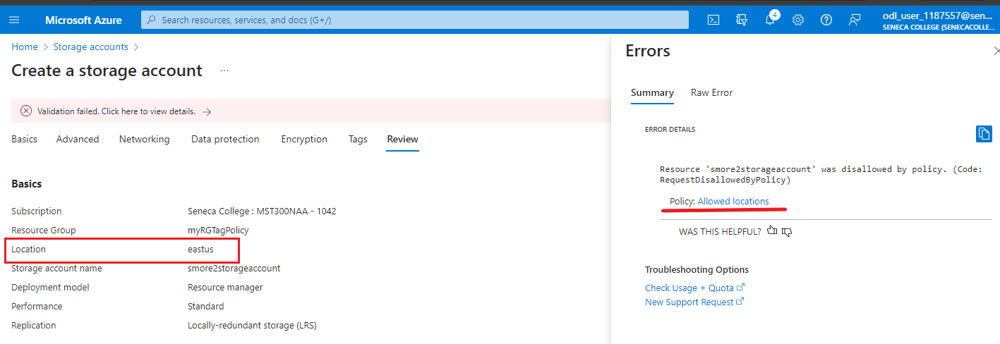 Microsoft Azure
Search resources, services, and docs (G+/)
4
odl_user_1187557@sen...
SENECA COLLEGE (SENECACOLLE...
Home > Storage accounts >
Create a storage account ...
Validation failed. Click here to view details. →
Basics Advanced Networking Data protection Encryption Tags Review
Basics
Subscription Seneca College : MST300NAA - 1042
Resource Group myRGTagPolicy
Location eastus
Storage account name smore2storageaccount
Deployment model Resource manager
Performance Standard
Replication Locally-redundant storage (LRS)
Errors
Summary Raw Error
ERROR DETAILS
Resource 'smore2storageaccount' was disallowed by policy. (Code:
RequestDisallowedByPolicy)
Policy: Allowed locations
WAS THIS HELPFUL?
Troubleshooting Options
Check Usage + Quota
New Support Request